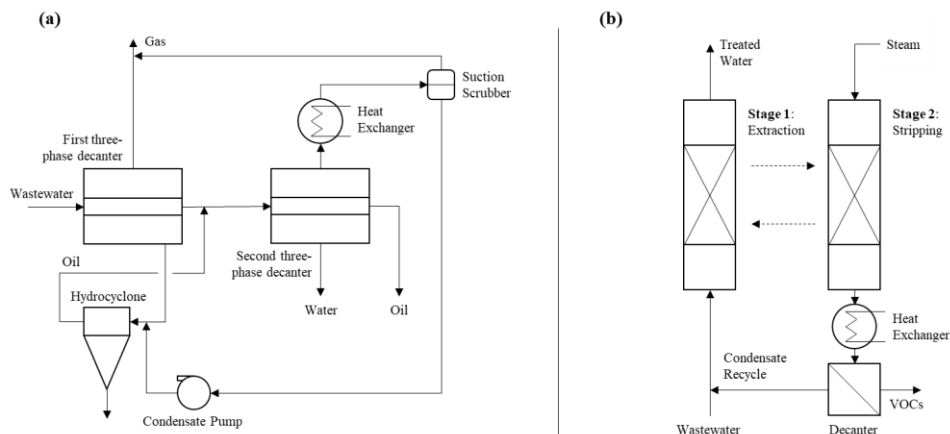 (a)
Gas
Suction
Scrubber
Heat
Exchanger
First three-
phase decanter
Wastewater
Second three-
phase decanter
Oil
Hydrocyclone
Water
Oil
Condensate Pump
(b)
Treated
Water
Steam
Stage 1:
Extraction
Stage 2:
Stripping
Heat
Exchanger
Condensate
Recycle
VOCs
Wastewater
Decanter